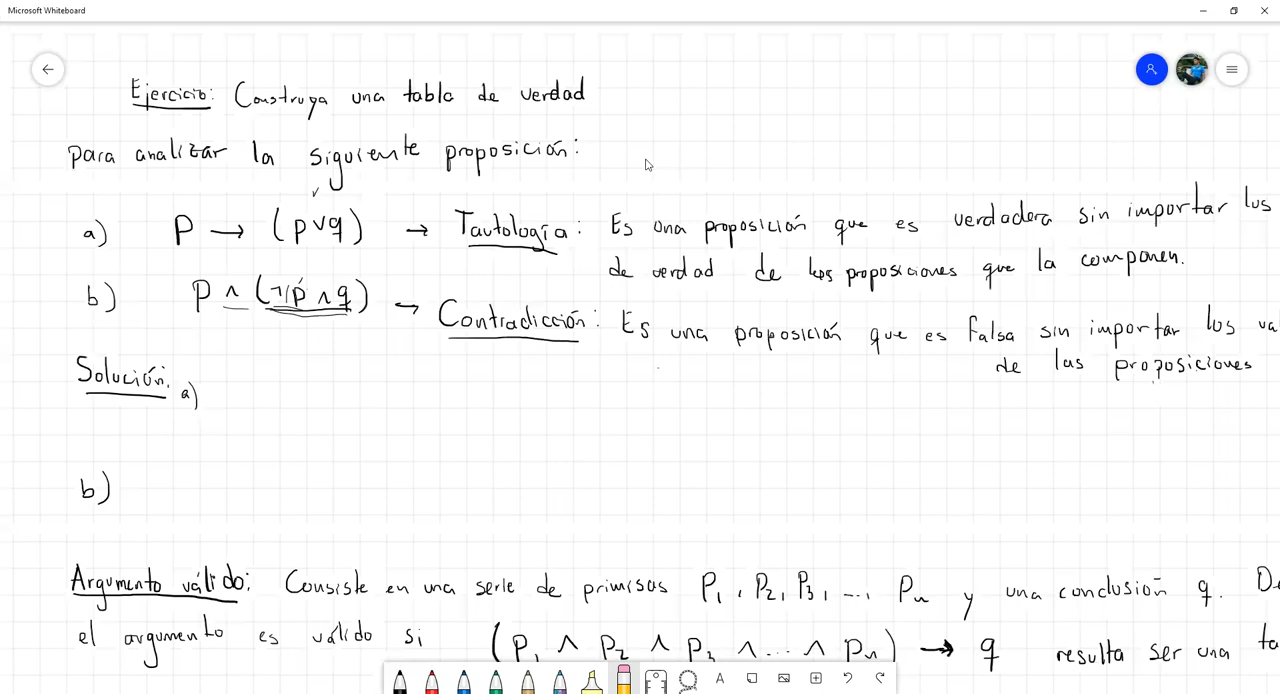 Microsoft Whiteboard
Ejercicio: Construya una tabla de verdad
para analizar la siguiente proposición:
a) P → (p ∨ q) → Tautología: Es una proposición que es verdadera sin importar los
de verdad de los proposiciones que la componen.
b) p ∧ (¬p ∧ q) → Contradicción: Es una proposición que es falsa sin importar los
de las proposiciones
Solución. a)
b)
Argumento válido: Consiste en una serie de primisas P₁, P₂, P₃, ..., Pₙ y una conclusión q.
el argumento es válido si (P₁ ∧ P₂ ∧ P₃ ∧ ... ∧ Pₙ) → q resulta ser una